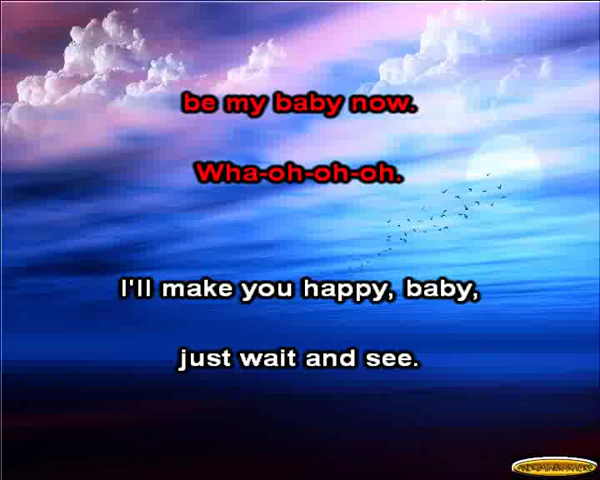 be my baby now.
Wha-oh-oh-oh.
I'll make you happy, baby,
just wait and see.